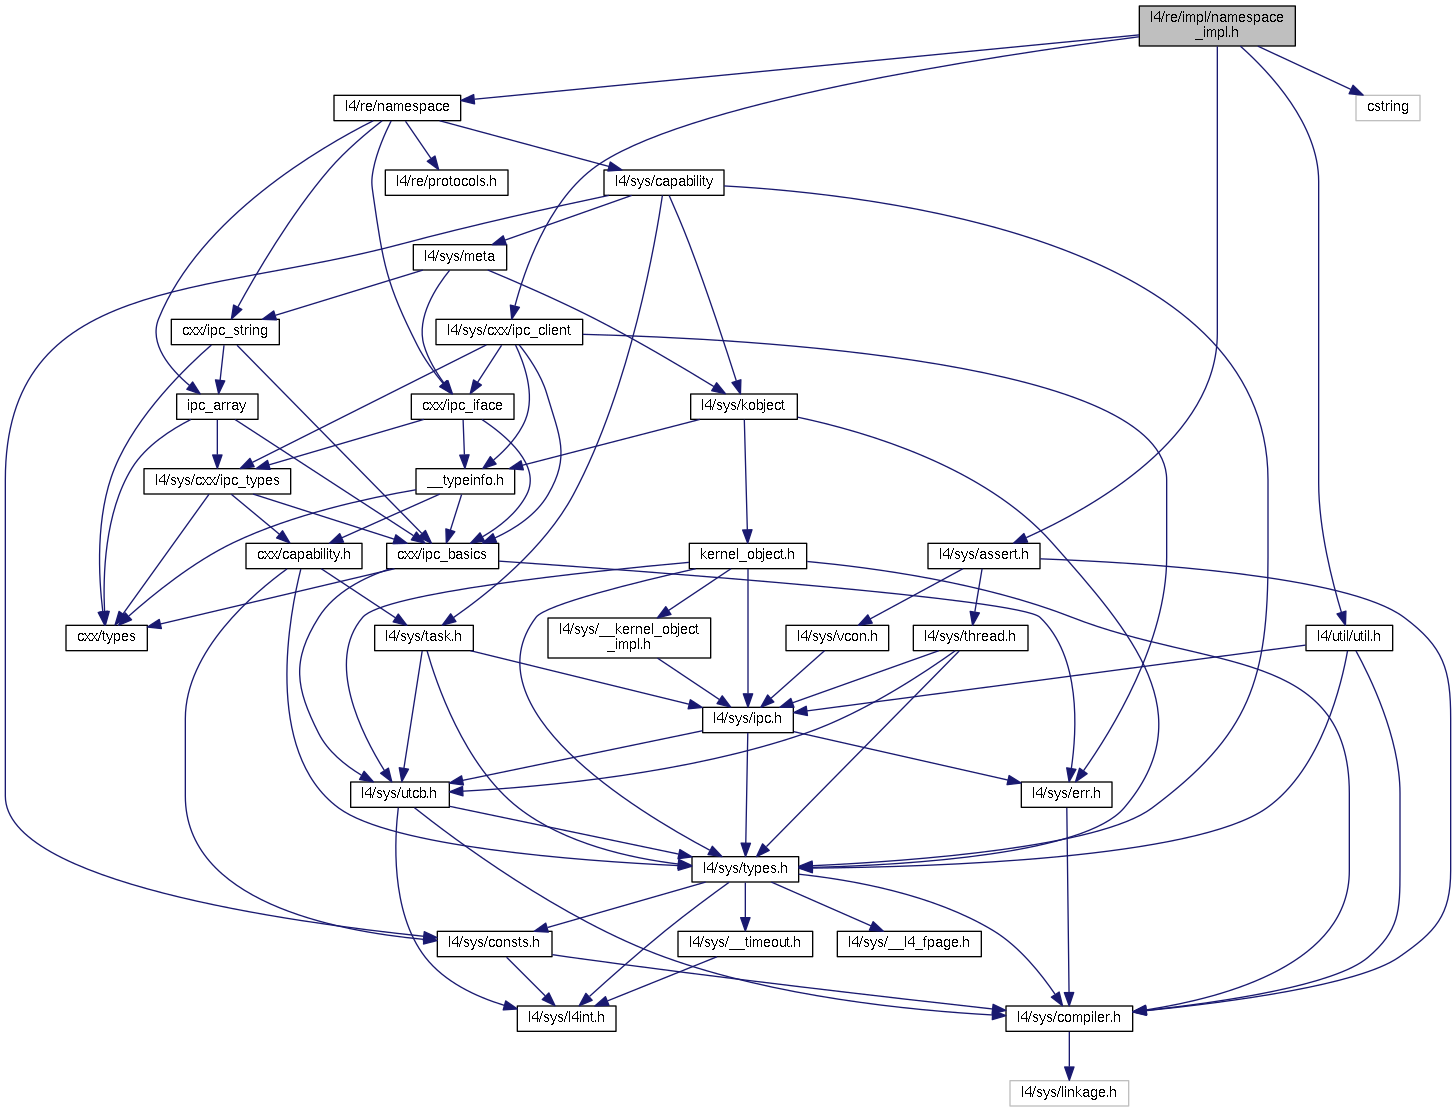 l4/re/impl/namespace
_impl.h
l4/re/namespace
cstring
l4/re/protocols.h
l4/sys/capability
l4/sys/meta
cxx/ipc_string
l4/sys/cxx/ipc_client
ipc_array
cxx/ipc_iface
l4/sys/kobject
l4/sys/cxx/ipc_types
__typeinfo.h
cxx/capability.h
cxx/ipc_basics
kernel_object.h
l4/sys/assert.h
cxx/types
l4/sys/task.h
l4/sys/__kernel_object
_impl.h
l4/sys/vcon.h
l4/sys/thread.h
l4/util/util.h
l4/sys/ipc.h
l4/sys/utcb.h
l4/sys/err.h
l4/sys/types.h
l4/sys/consts.h
l4/sys/__timeout.h
l4/sys/__l4_fpage.h
l4/sys/l4int.h
l4/sys/compiler.h
l4/sys/linkage.h